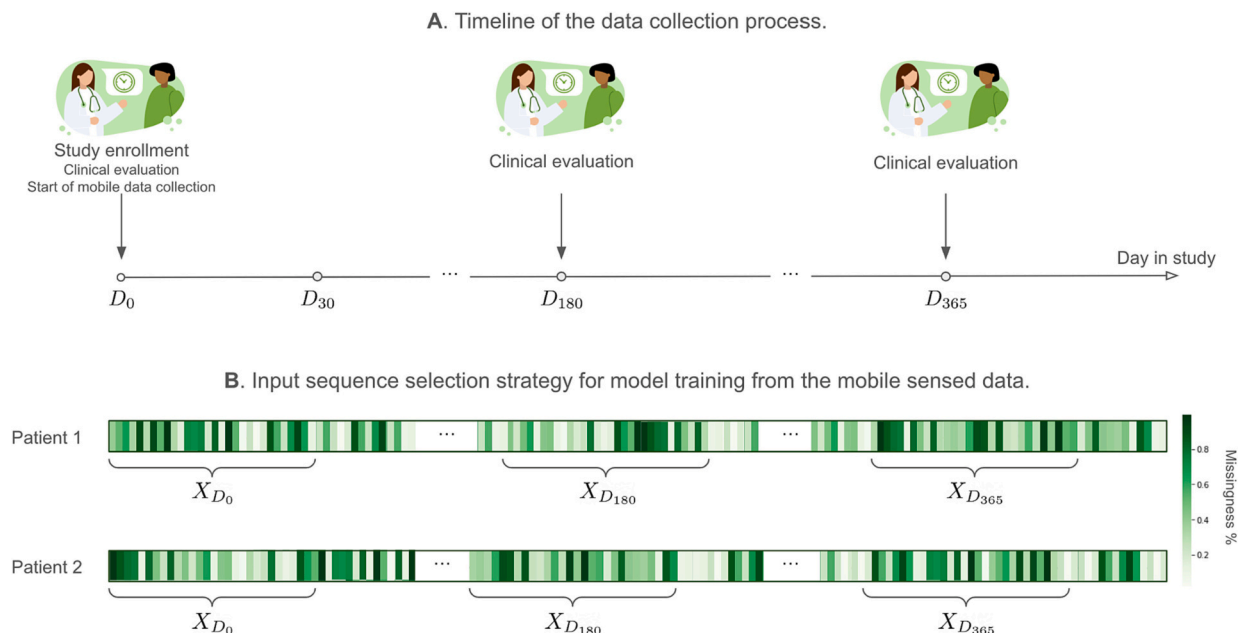 A. Timeline of the data collection process.
Study enrollment
Clinical evaluation
Start of mobile data collection
Clinical evaluation
Clinical evaluation
... ...
Day in study
D0 D30 D180 D365
B. Input sequence selection strategy for model training from the mobile sensed data.
Patient 1 ... ...
XD0 XD180 XD365
Patient 2 ... ...
XD0 XD180 XD365
0.8
0.6
0.4
0.2
Missingness %